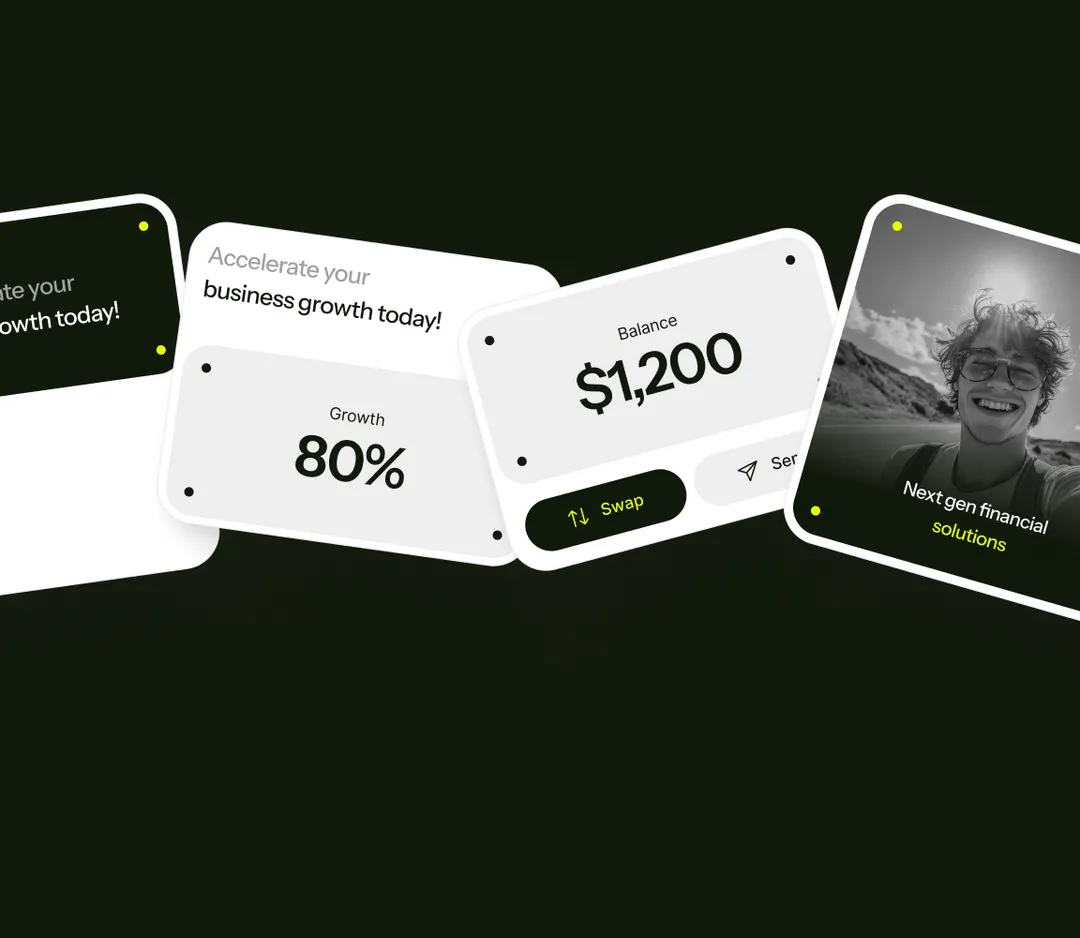 ate your
owth today!
Accelerate your
business growth today!
Growth
80%
Balance
$1,200
Swap
Ser
Next gen financial
solutions